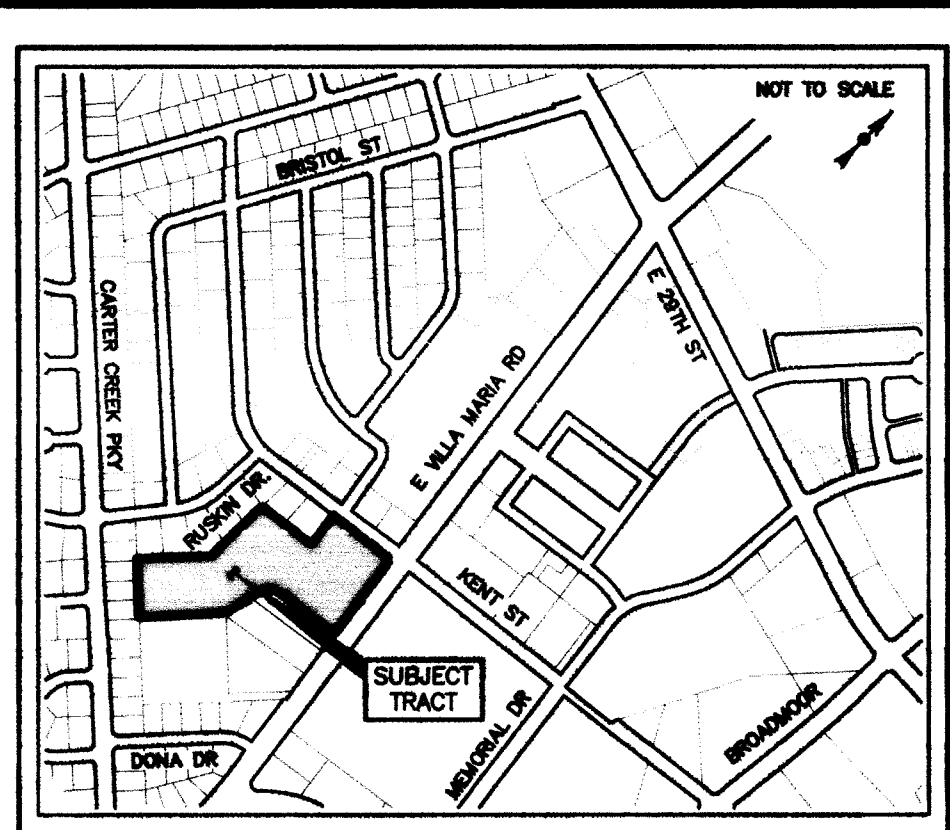 NOT TO SCALE
BRISTOL ST
CARTER CREEK PKY
E 29TH ST
E VILLA MARIA RD
RUSKIN DR.
KENT ST
SUBJECT
TRACT
MEMORIAL DR
BROADMOOR
DONA DR